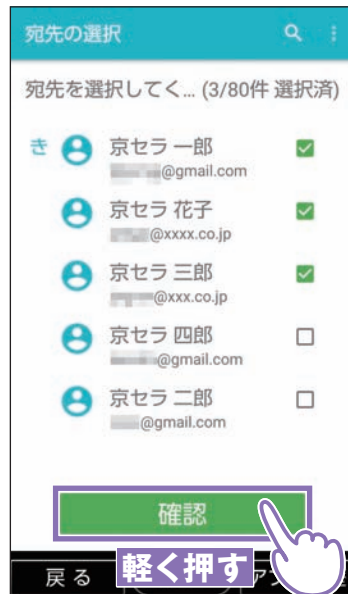 宛先の選択
宛先を選択してく... (3/80件 選択済)
き
京セラ 一郎
@gmail.com
京セラ 花子
@xxxx.co.jp
京セラ 三郎
@xxx.co.jp
京セラ 四郎
@gmail.com
京セラ 二郎
@gmail.com
確認
戻る
軽く押す